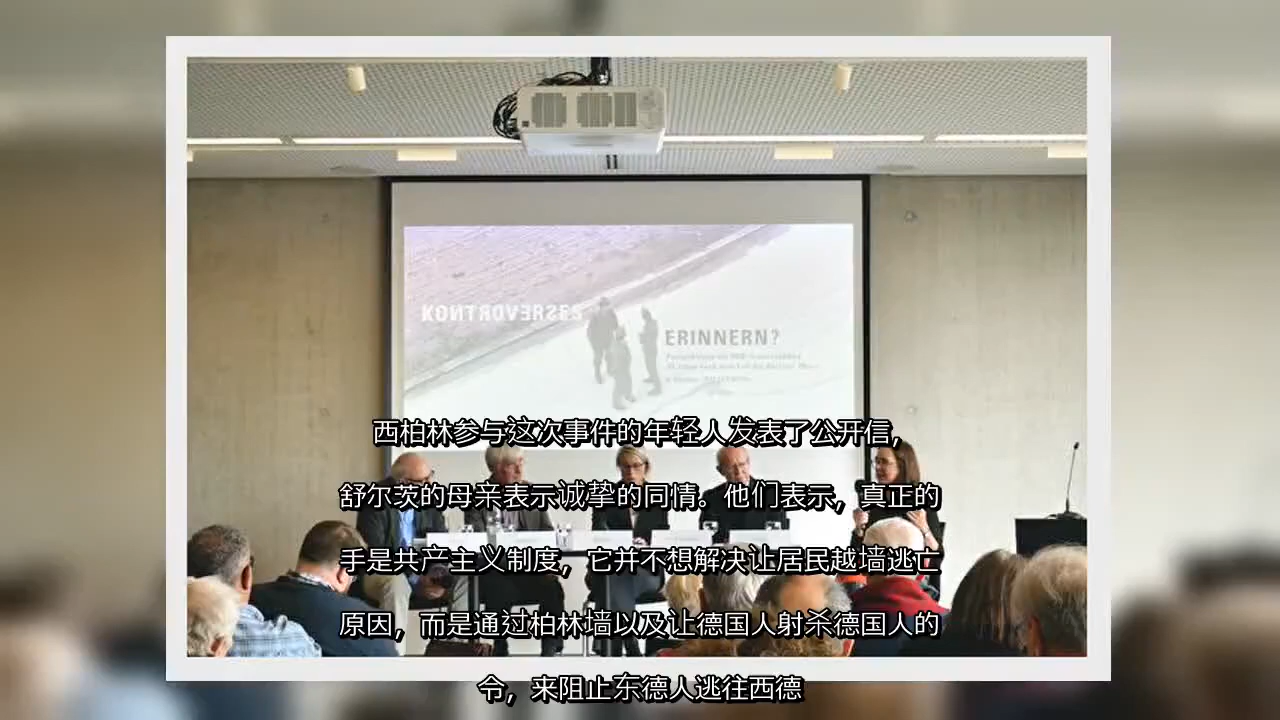 KONTROVERSES
ERINNERN?
西柏林参与这次事件的年轻人发表了公开信，
舒尔茨的母亲表示诚挚的同情。他们表示，真正的
手是共产主义制度，它并不想解决让居民越墙逃亡
原因，而是通过柏林墙以及让德国人射杀德国人的
令，来阻止东德人逃往西德